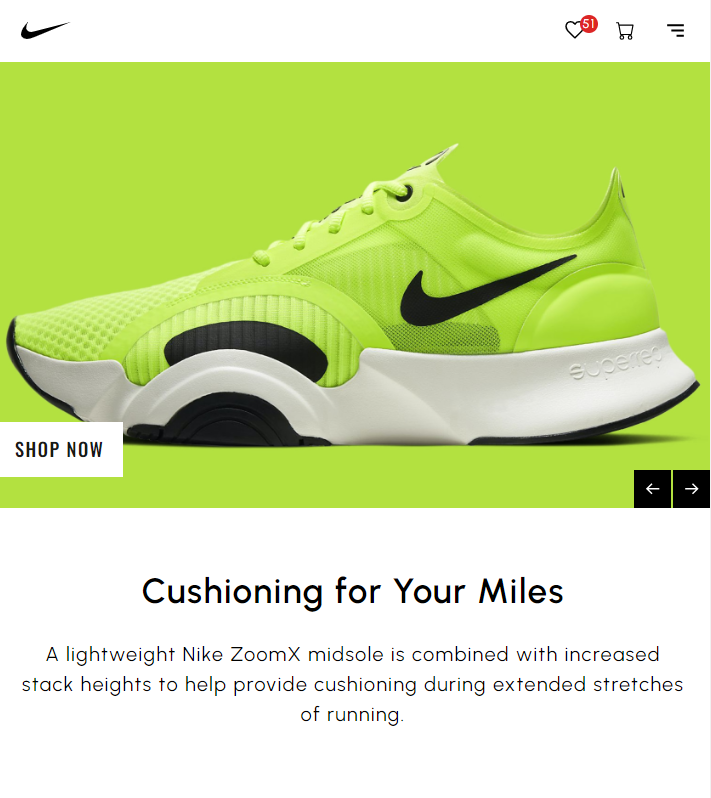 51
superrep
SHOP NOW
Cushioning for Your Miles
A lightweight Nike ZoomX midsole is combined with increased
stack heights to help provide cushioning during extended stretches
of running.